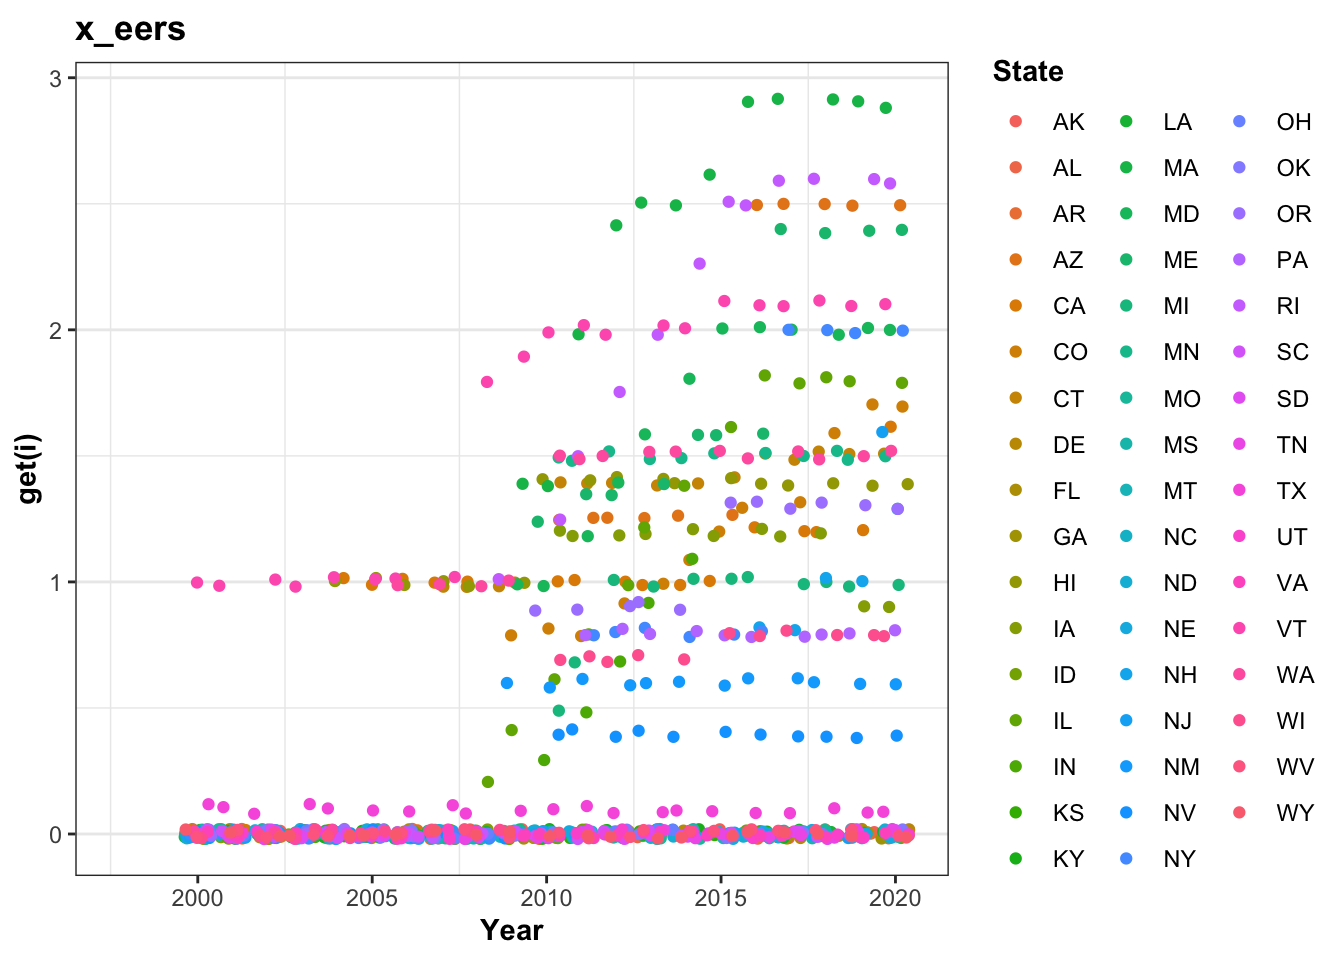 x_eers
3
2
1
0
get(i)
2000 2005 2010 2015 2020
Year
State
AK LA OH
AL MA OK
AR MD OR
AZ ME PA
CA MI RI
CO MN SC
CT MO SD
DE MS TN
FL MT TX
GA NC UT
HI ND VA
IA NE VT
ID NH WA
IL NJ WI
IN NM WV
KS NV WY
KY NY